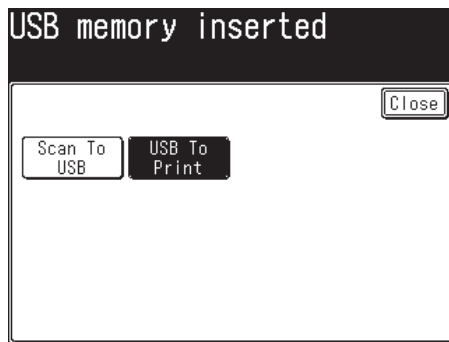 USB memory inserted
Close
Scan To
USB
USB To
Print